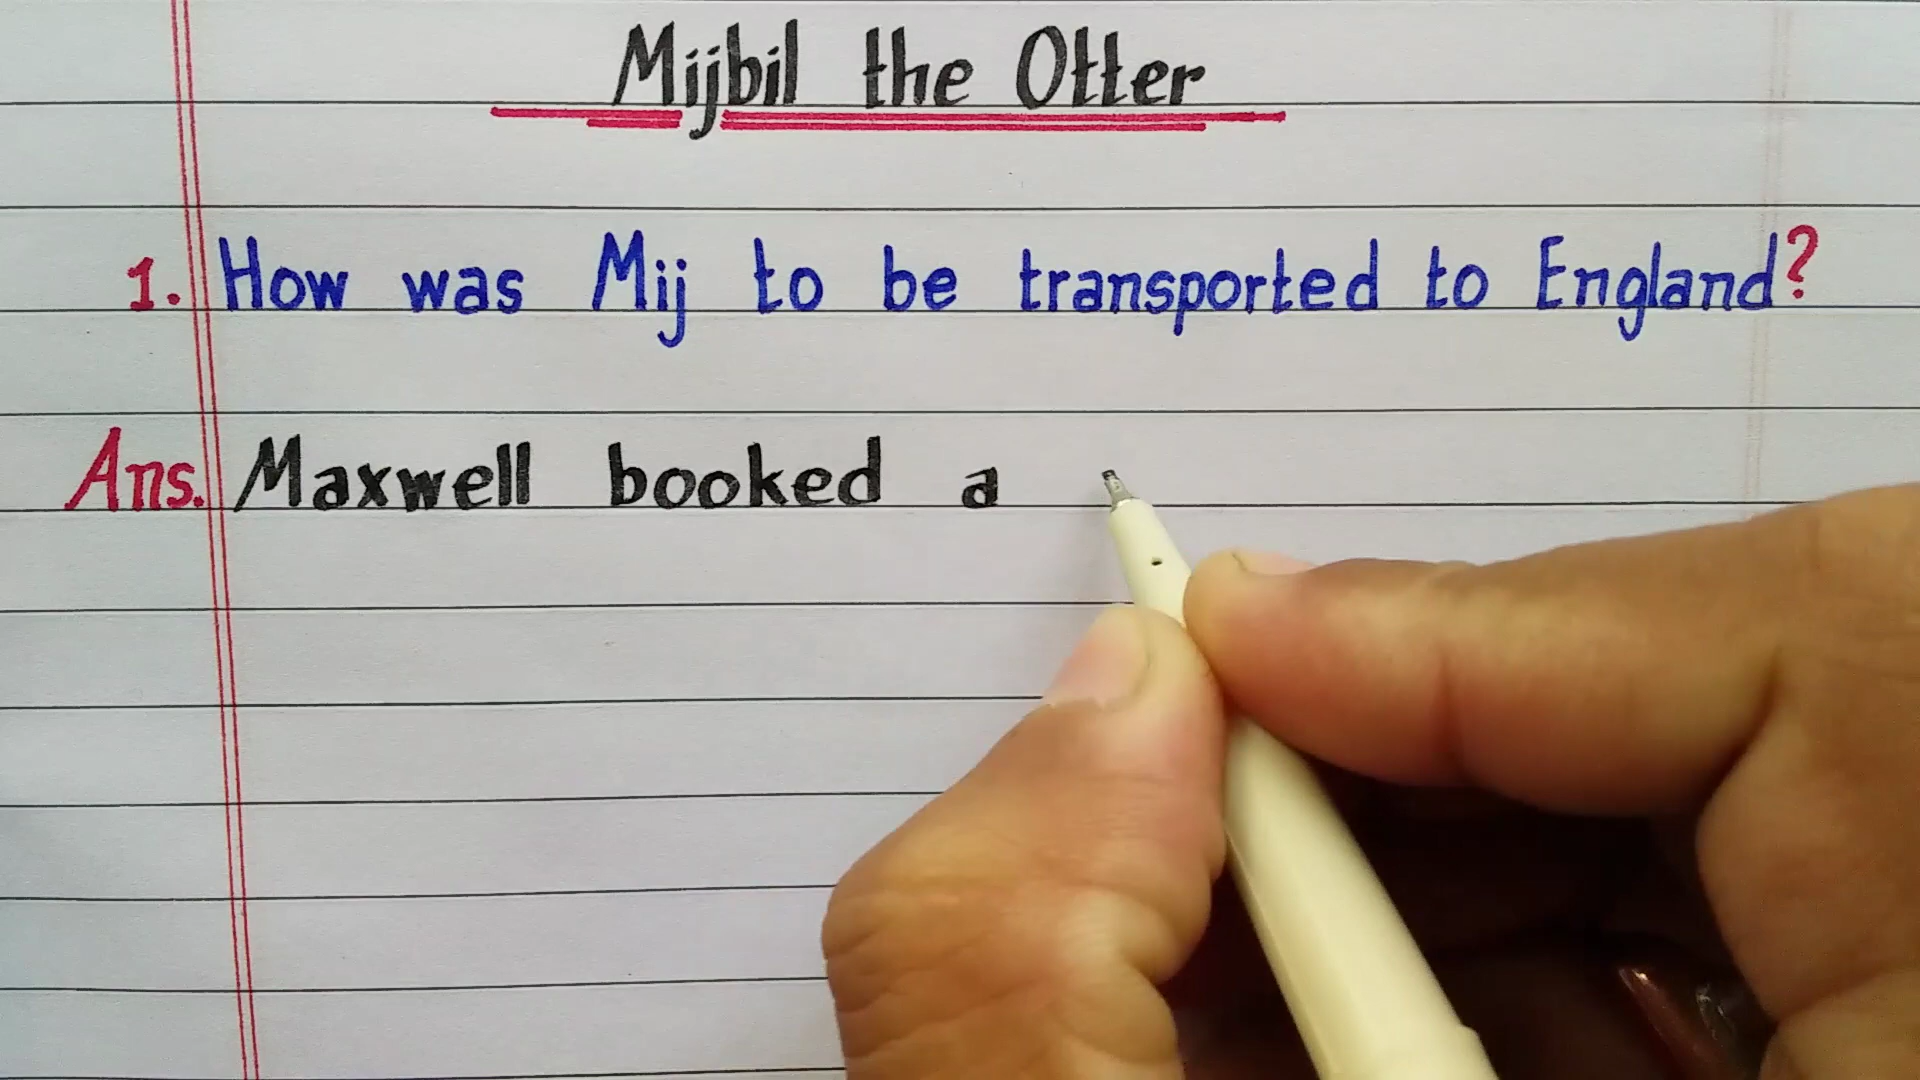 Mijbil the Otter
1. How was Mij to be transported to England?
Ans. Maxwell booked a